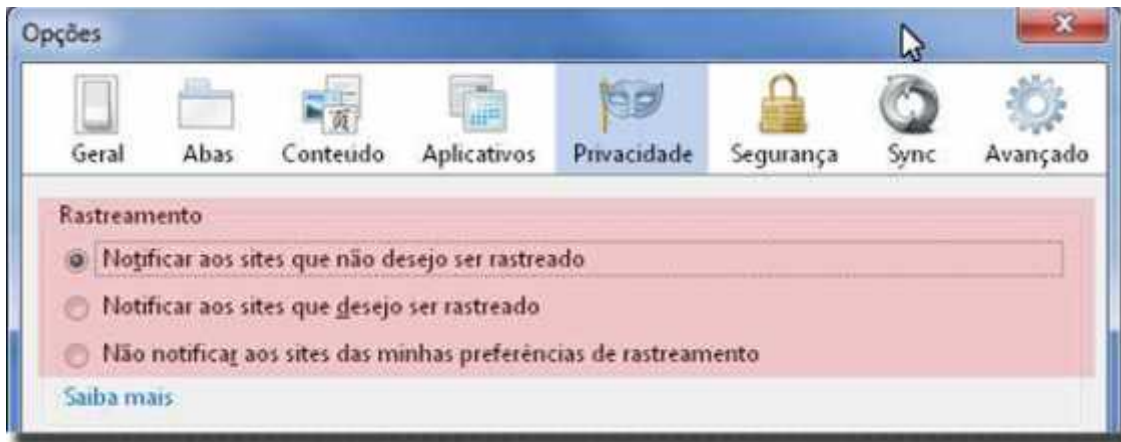 Opções
Geral Abas Conteúdo Aplicativos Privacidade Segurança Sync Avançado
Rastreamento
Notificar aos sites que não desejo ser rastreado
Notificar aos sites que desejo ser rastreado
Não notificar aos sites das minhas preferências de rastreamento
Saiba mais